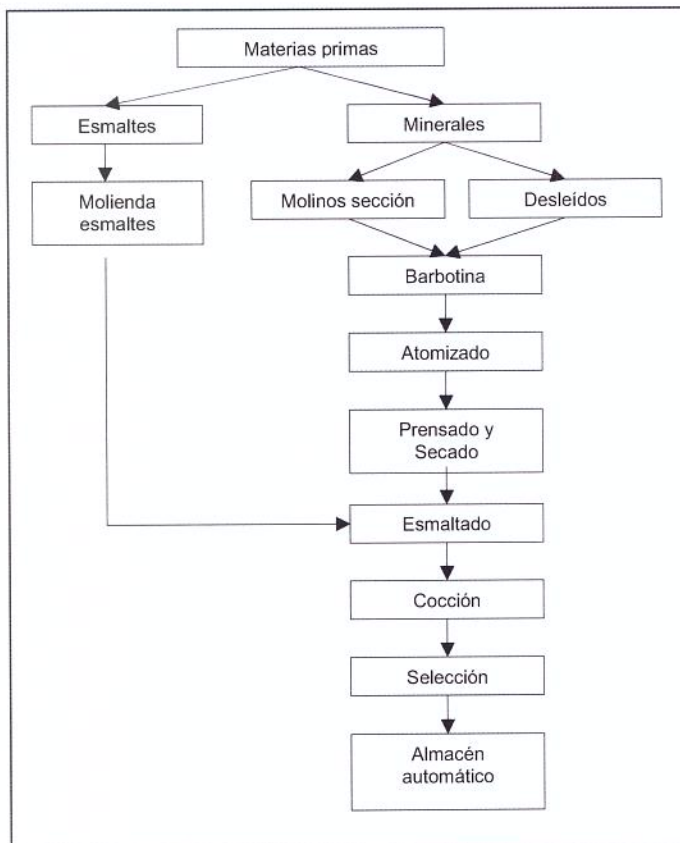 Materias primas
Esmaltes
Minerales
Molienda
esmaltes
Molinos sección
Desleídos
Barbotina
Atomizado
Prensado y
Secado
Esmaltado
Cocción
Selección
Almacén
automático